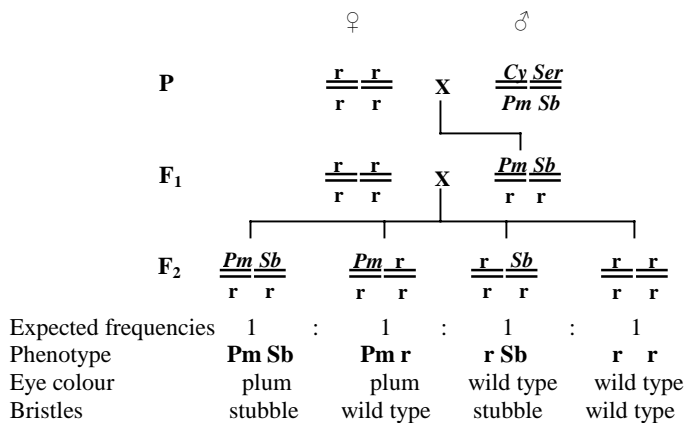 ♀ ♂
r r Cy Ser
P X
r r Pm Sb
r r Pm Sb
F1 X
r r r r
Pm Sb Pm r r Sb r r
F2
r r r r r r r r
Expected frequencies 1 : 1 : 1 : 1
Phenotype Pm Sb Pm r r Sb r r
Eye colour plum plum wild type wild type
Bristles stubble wild type stubble wild type